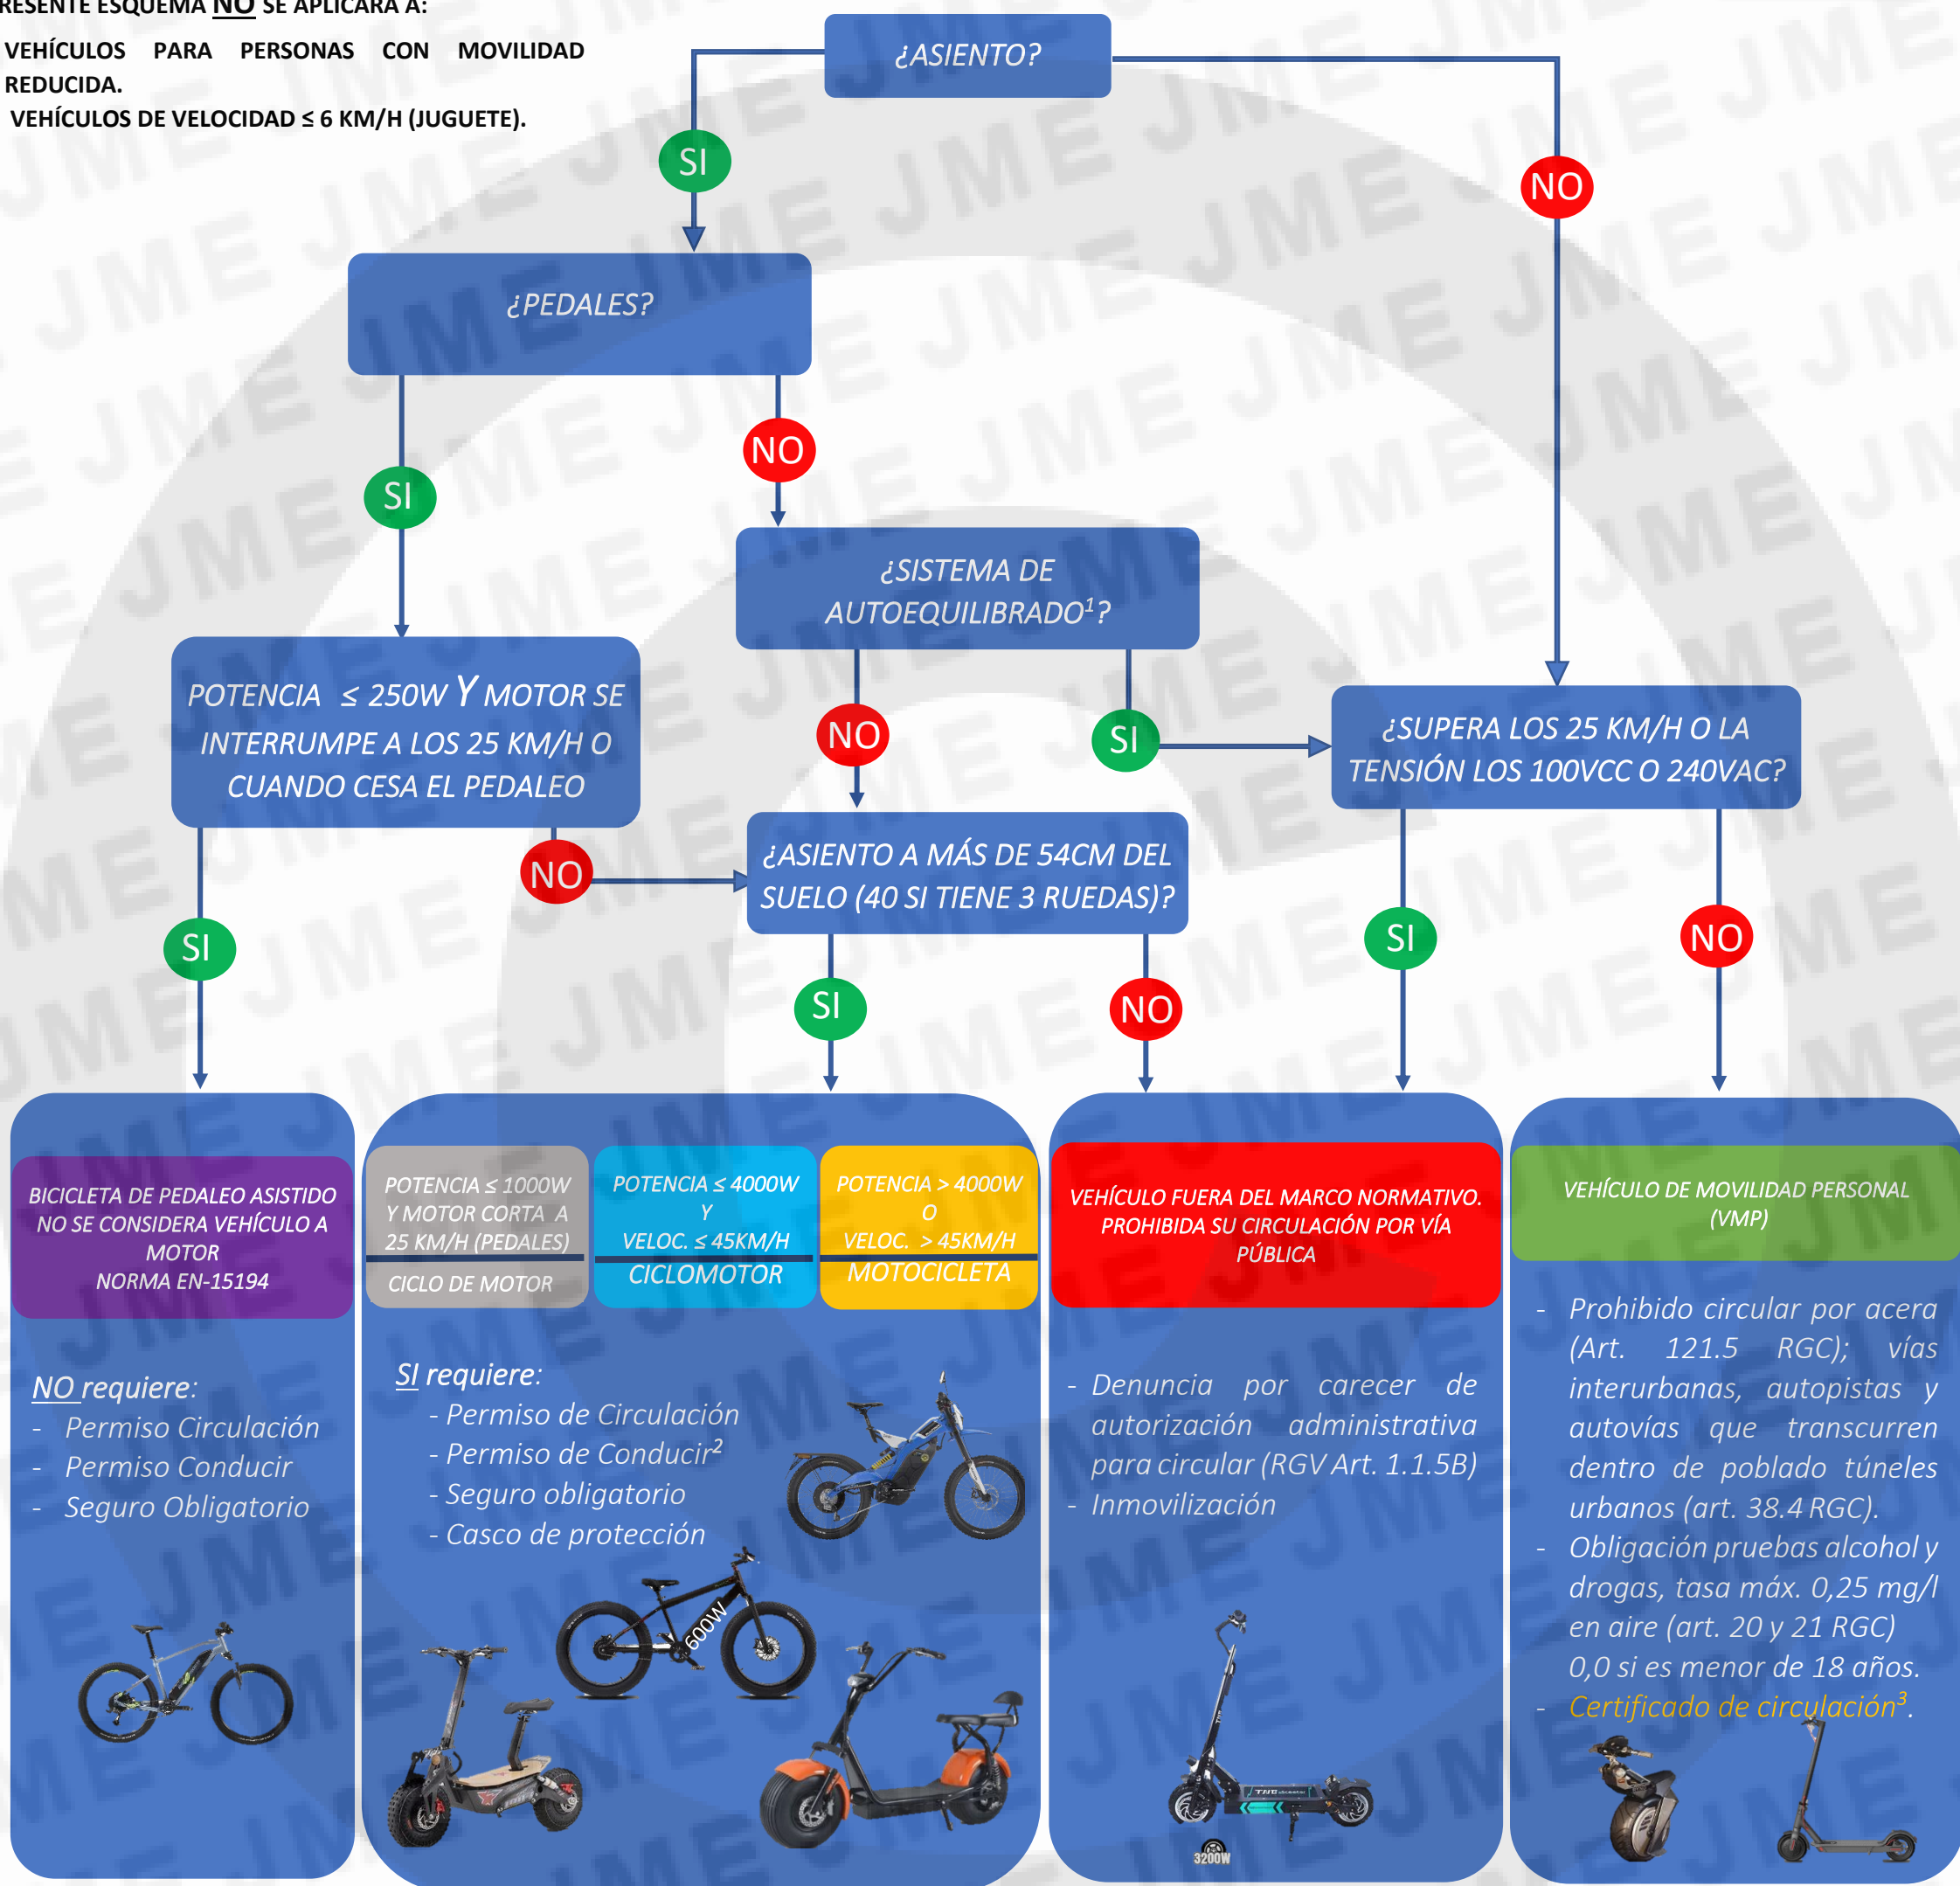 RESENTE ESQUEMA NO SE APLICARA A:
VEHÍCULOS PARA PERSONAS CON MOVILIDAD
REDUCIDA.
VEHÍCULOS DE VELOCIDAD ≤ 6 KM/H (JUGUETE).
¿ASIENTO?
SI
NO
¿PEDALES?
SI
NO
¿SISTEMA DE
AUTOEQUILIBRADO¹?
NO
SI
POTENCIA ≤ 250W Y MOTOR SE
INTERRUMPE A LOS 25 KM/H O
CUANDO CESA EL PEDALEO
SI
NO
¿SUPERA LOS 25 KM/H O LA
TENSIÓN LOS 100VCC O 240VAC?
SI
NO
¿ASIENTO A MÁS DE 54CM DEL
SUELO (40 SI TIENE 3 RUEDAS)?
SI
NO
BICICLETA DE PEDALEO ASISTIDO
NO SE CONSIDERA VEHÍCULO A
MOTOR
NORMA EN-15194
NO requiere:
- Permiso Circulación
- Permiso Conducir
- Seguro Obligatorio
POTENCIA ≤ 1000W
Y MOTOR CORTA A
25 KM/H (PEDALES)
CICLO DE MOTOR
POTENCIA ≤ 4000W
Y
VELOC. ≤ 45KM/H
CICLOMOTOR
POTENCIA > 4000W
O
VELOC. > 45KM/H
MOTOCICLETA
SI requiere:
- Permiso de Circulación
- Permiso de Conducir²
- Seguro obligatorio
- Casco de protección
600W
VEHÍCULO FUERA DEL MARCO NORMATIVO.
PROHIBIDA SU CIRCULACIÓN POR VÍA
PÚBLICA
- Denuncia por carecer de
autorización administrativa
para circular (RGV Art. 1.1.5B)
- Inmovilización
3200W
VEHÍCULO DE MOVILIDAD PERSONAL
(VMP)
- Prohibido circular por acera
(Art. 121.5 RGC); vías
interurbanas, autopistas y
autovías que transcurren
dentro de poblado túneles
urbanos (art. 38.4 RGC).
- Obligación pruebas alcohol y
drogas, tasa máx. 0,25 mg/l
en aire (art. 20 y 21 RGC)
0,0 si es menor de 18 años.
- Certificado de circulación³.
JME